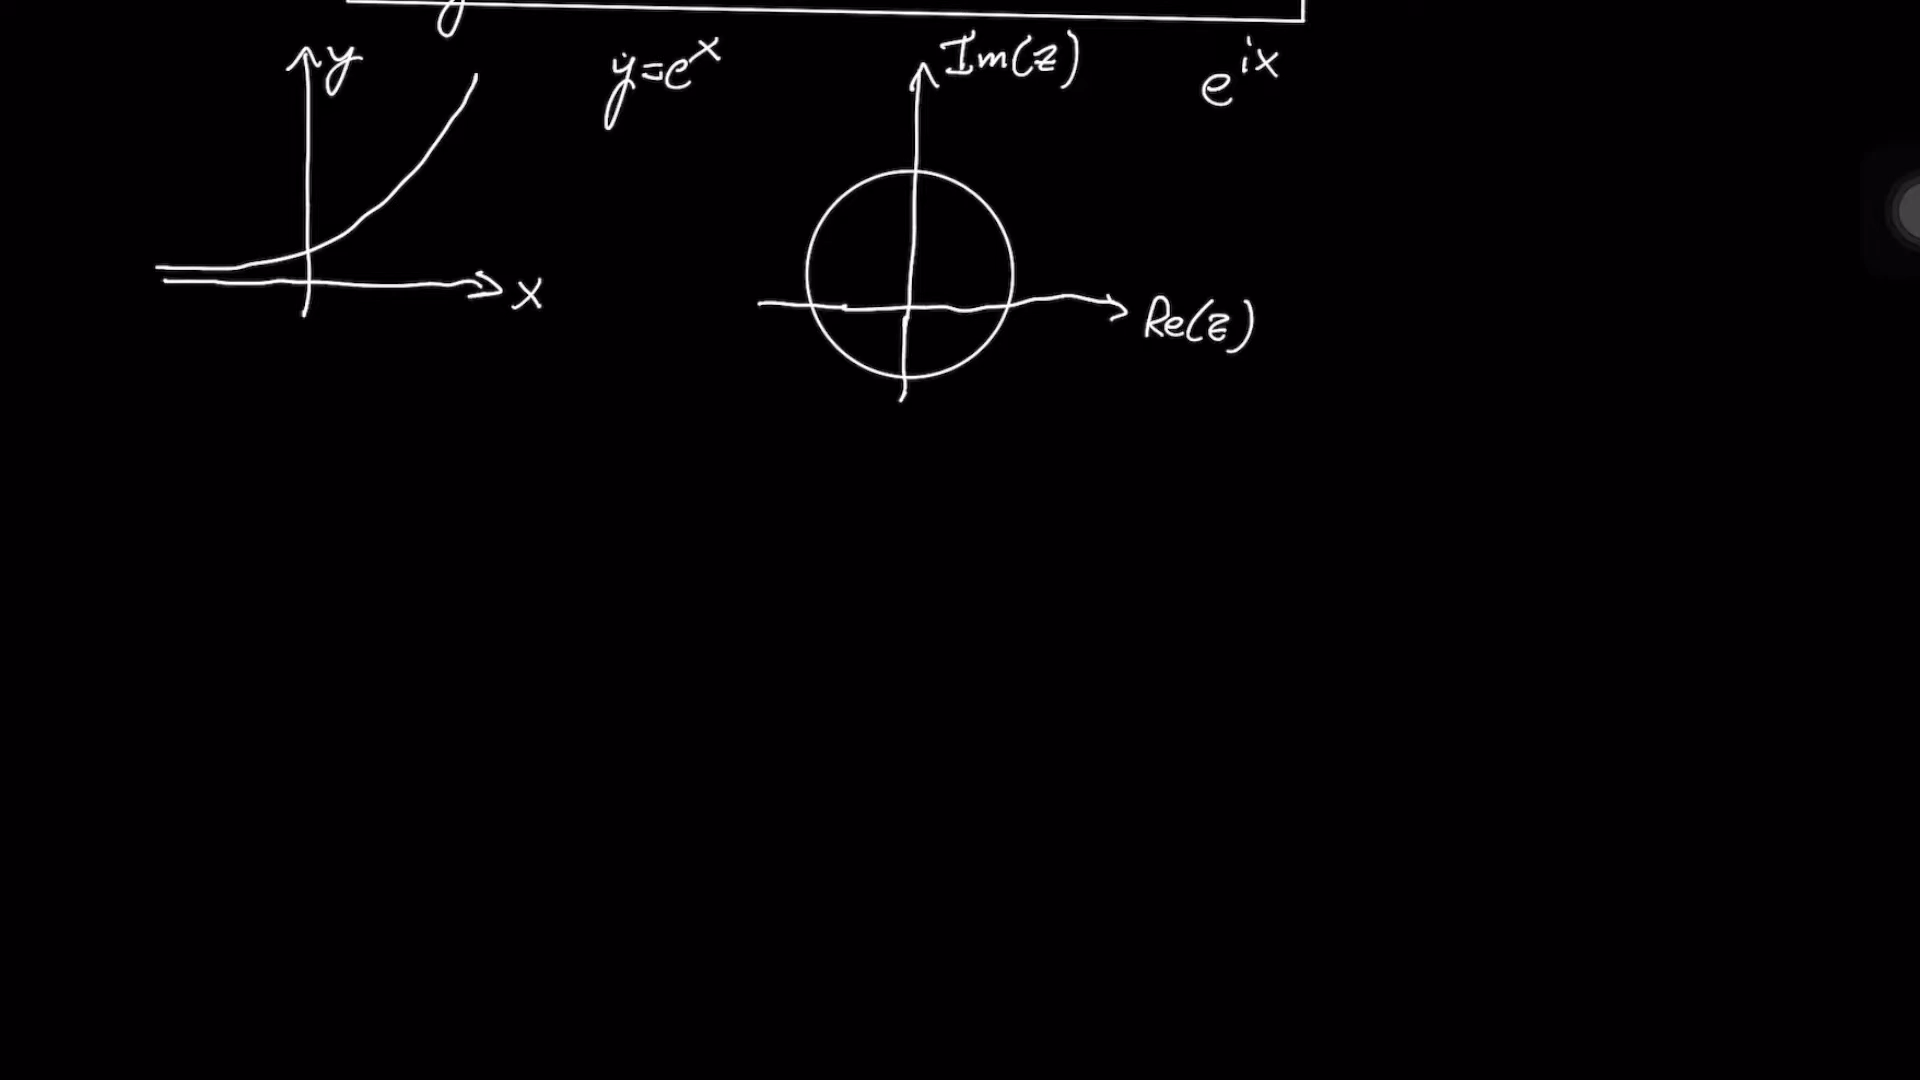 y
y=e^x
Im(z)
e^{ix}
x
Re(z)